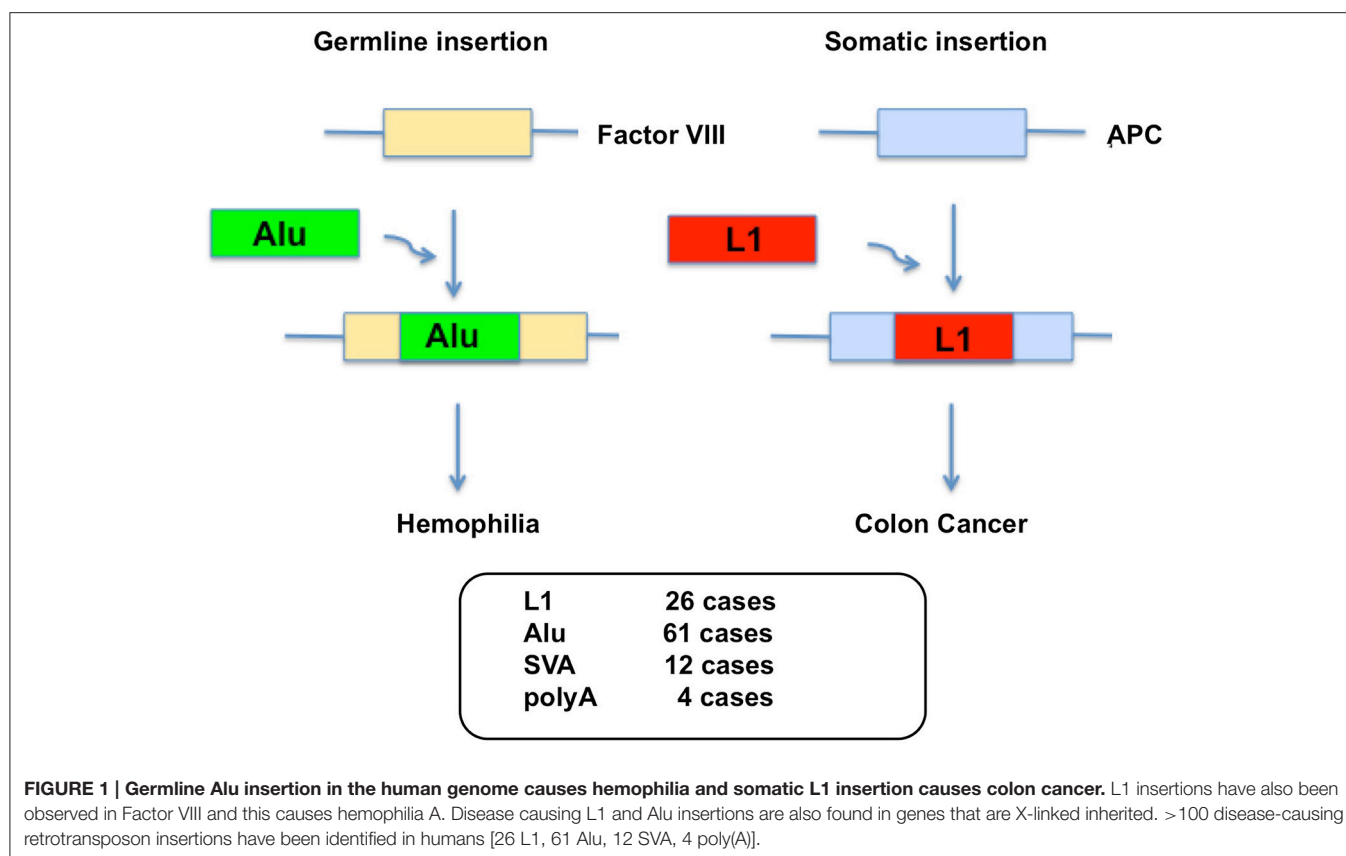 Germline insertion
Somatic insertion
Factor VIII
APC
Alu
L1
Alu
L1
Hemophilia
Colon Cancer
L1 26 cases
Alu 61 cases
SVA 12 cases
polyA 4 cases
FIGURE 1 | Germline Alu insertion in the human genome causes hemophilia and somatic L1 insertion causes colon cancer. L1 insertions have also been
observed in Factor VIII and this causes hemophilia A. Disease causing L1 and Alu insertions are also found in genes that are X-linked inherited. >100 disease-causing
retrotransposon insertions have been identified in humans [26 L1, 61 Alu, 12 SVA, 4 poly(A)].